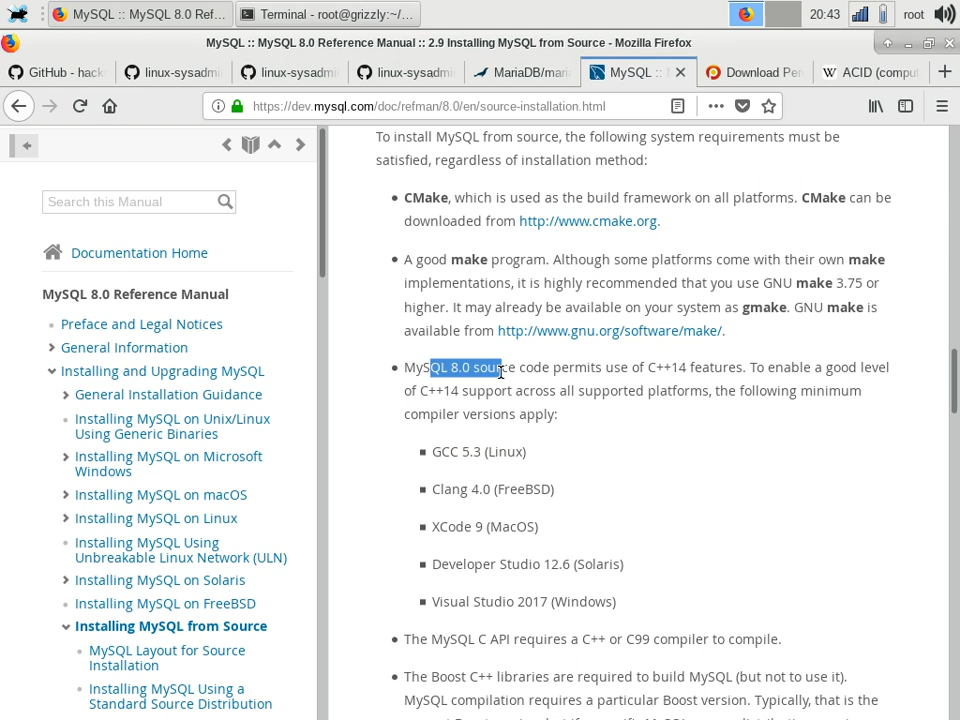 MySQL :: MySQL 8.0 Ref...
Terminal - root@grizzly:~/...
20:43
root
MySQL :: MySQL 8.0 Reference Manual :: 2.9 Installing MySQL from Source - Mozilla Firefox
GitHub - hack
linux-sysadmi
linux-sysadmi
linux-sysadmi
MariaDB/mari
MySQL ::
Download Per
ACID (compu
https://dev.mysql.com/doc/refman/8.0/en/source-installation.html
Search this Manual
Documentation Home
MySQL 8.0 Reference Manual
Preface and Legal Notices
General Information
Installing and Upgrading MySQL
General Installation Guidance
Installing MySQL on Unix/Linux
Using Generic Binaries
Installing MySQL on Microsoft
Windows
Installing MySQL on macOS
Installing MySQL on Linux
Installing MySQL Using
Unbreakable Linux Network (ULN)
Installing MySQL on Solaris
Installing MySQL on FreeBSD
Installing MySQL from Source
MySQL Layout for Source
Installation
Installing MySQL Using a
Standard Source Distribution
To install MySQL from source, the following system requirements must be
satisfied, regardless of installation method:
CMake, which is used as the build framework on all platforms. CMake can be
downloaded from http://www.cmake.org.
A good make program. Although some platforms come with their own make
implementations, it is highly recommended that you use GNU make 3.75 or
higher. It may already be available on your system as gmake. GNU make is
available from http://www.gnu.org/software/make/.
MySQL 8.0 source code permits use of C++14 features. To enable a good level
of C++14 support across all supported platforms, the following minimum
compiler versions apply:
GCC 5.3 (Linux)
Clang 4.0 (FreeBSD)
XCode 9 (MacOS)
Developer Studio 12.6 (Solaris)
Visual Studio 2017 (Windows)
The MySQL C API requires a C++ or C99 compiler to compile.
The Boost C++ libraries are required to build MySQL (but not to use it).
MySQL compilation requires a particular Boost version. Typically, that is the